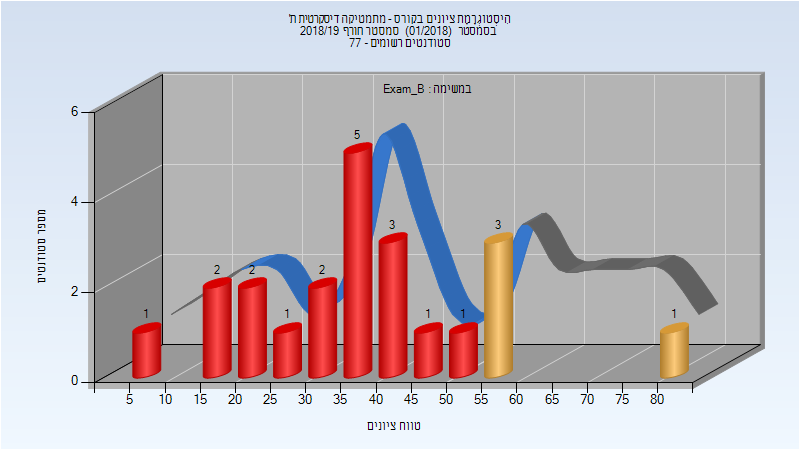 היסטוגרמת ציונים בקורס - מתמטיקה דיסקרטית ת'
בסמסטר (01/2018) סמסטר חורף 2018/19
סטודנטים רשומים - 77
במשימה : Exam_B
מספר סטודנטים
6
4
2
0
1
2
2
1
2
5
3
1
1
3
1
5 10 15 20 25 30 35 40 45 50 55 60 65 70 75 80
טווח ציונים